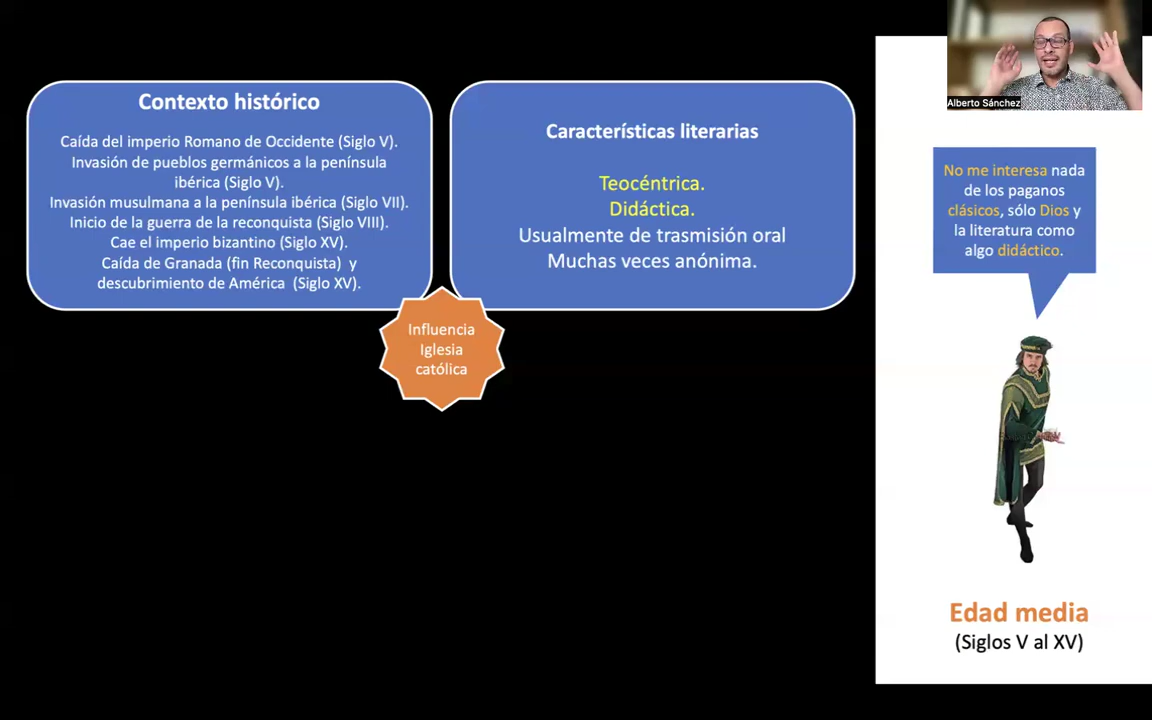 Alberto Sánchez
Contexto histórico
Caída del imperio Romano de Occidente (Siglo V).
Invasión de pueblos germánicos a la península
ibérica (Siglo V).
Invasión musulmana a la península ibérica (Siglo VII).
Inicio de la guerra de la reconquista (Siglo VIII).
Cae el imperio bizantino (Siglo XV).
Caída de Granada (fin Reconquista) y
descubrimiento de América (Siglo XV).
Características literarias
Teocéntrica.
Didáctica.
Usualmente de trasmisión oral
Muchas veces anónima.
Influencia
Iglesia
católica
No me interesa nada
de los paganos
clásicos, sólo Dios y
la literatura como
algo didáctico.
Edad media
(Siglos V al XV)